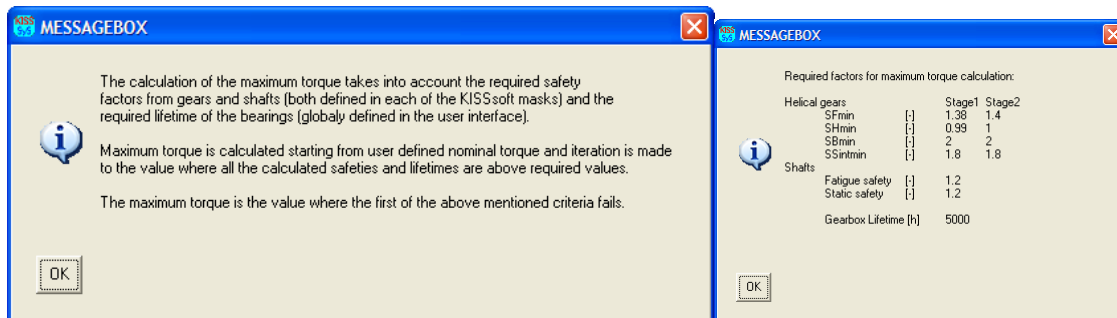 KISS
SyS
MESSAGEBOX
The calculation of the maximum torque takes into account the required safety
factors from gears and shafts (both defined in each of the KISSsoft masks) and the
required lifetime of the bearings (globaly defined in the user interface).
Maximum torque is calculated starting from user defined nominal torque and iteration is made
to the value where all the calculated safeties and lifetimes are above required values.
The maximum torque is the value where the first of the above mentioned criteria fails.
OK
KISS
SyS
MESSAGEBOX
Required factors for maximum torque calculation:
Helical gears Stage1 Stage2
SFmin [-] 1.38 1.4
SHmin [-] 0.99 1
SBmin [-] 2 2
SSintmin [-] 1.8 1.8
Shafts
Fatigue safety [-] 1.2
Static safety [-] 1.2
Gearbox Lifetime [h] 5000
OK